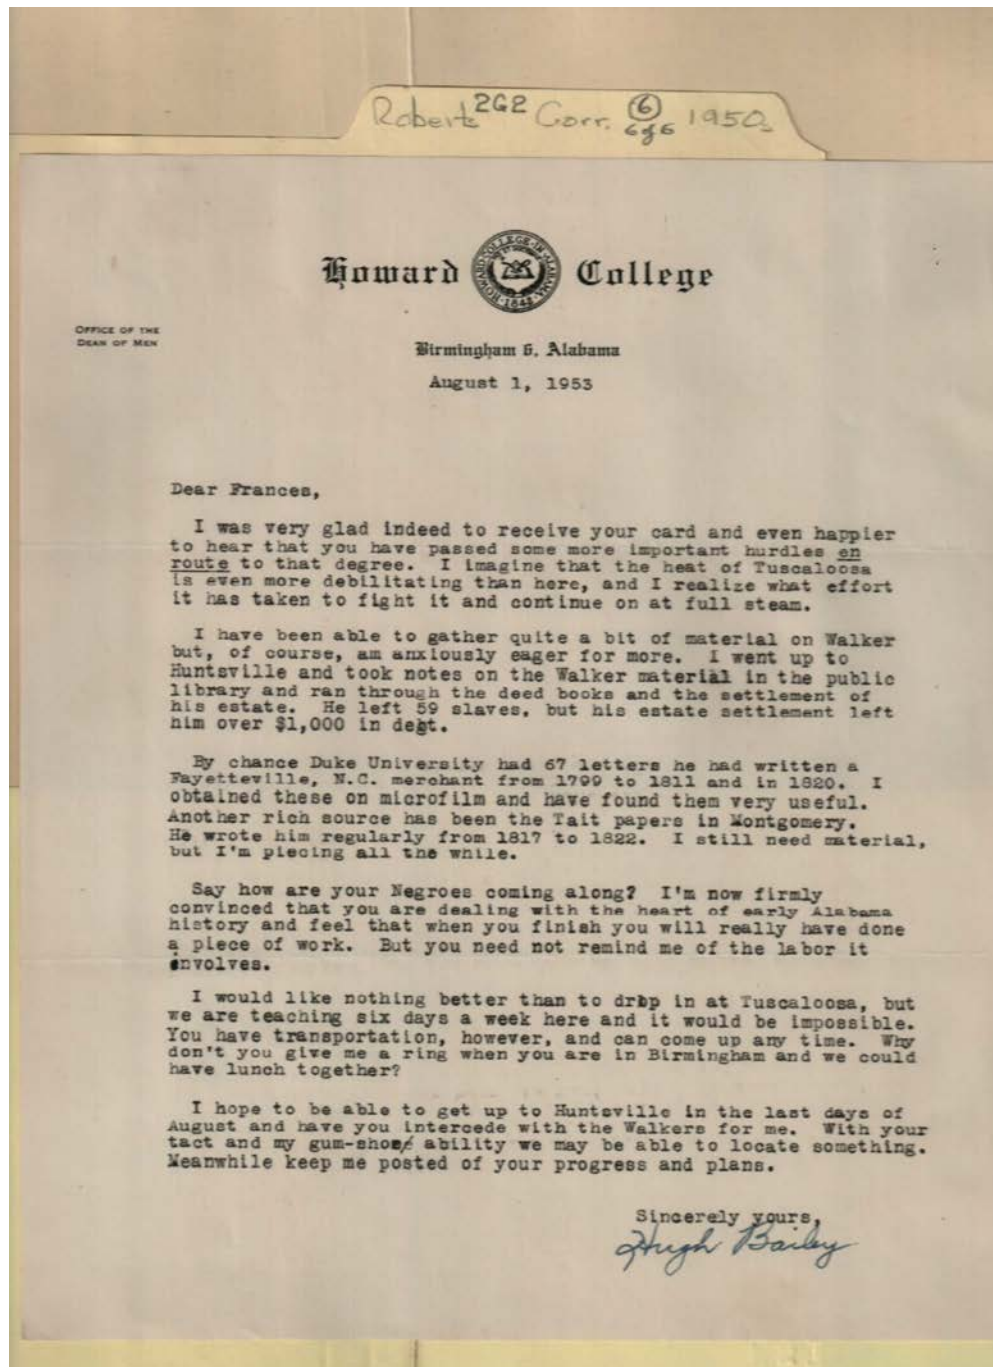 Roberts 2G2 Corr. 6 6 of 6 1950s
Howard College
HOWARD COLLEGE IN ALABAMA 1842
OFFICE OF THE
DEAN OF MEN
Birmingham 6, Alabama
August 1, 1953
Dear Frances,
I was very glad indeed to receive your card and even happier
to hear that you have passed some more important hurdles en
route to that degree. I imagine that the heat of Tuscaloosa
is even more debilitating than here, and I realize what effort
it has taken to fight it and continue on at full steam.
I have been able to gather quite a bit of material on Walker
but, of course, am anxiously eager for more. I went up to
Huntsville and took notes on the Walker material in the public
library and ran through the deed books and the settlement of
his estate. He left 59 slaves, but his estate settlement left
him over $1,000 in debt.
By chance Duke University had 67 letters he had written a
Fayetteville, N.C. merchant from 1799 to 1811 and in 1820. I
obtained these on microfilm and have found them very useful.
Another rich source has been the Tait papers in Montgomery.
He wrote him regularly from 1817 to 1822. I still need material,
but I'm piecing all the while.
Say how are your Negroes coming along? I'm now firmly
convinced that you are dealing with the heart of early Alabama
history and feel that when you finish you will really have done
a piece of work. But you need not remind me of the labor it
involves.
I would like nothing better than to drop in at Tuscaloosa, but
we are teaching six days a week here and it would be impossible.
You have transportation, however, and can come up any time. Why
don't you give me a ring when you are in Birmingham and we could
have lunch together?
I hope to be able to get up to Huntsville in the last days of
August and have you intercede with the Walkers for me. With your
tact and my gum-shoe ability we may be able to locate something.
Meanwhile keep me posted of your progress and plans.
Sincerely yours,
Hugh Bailey